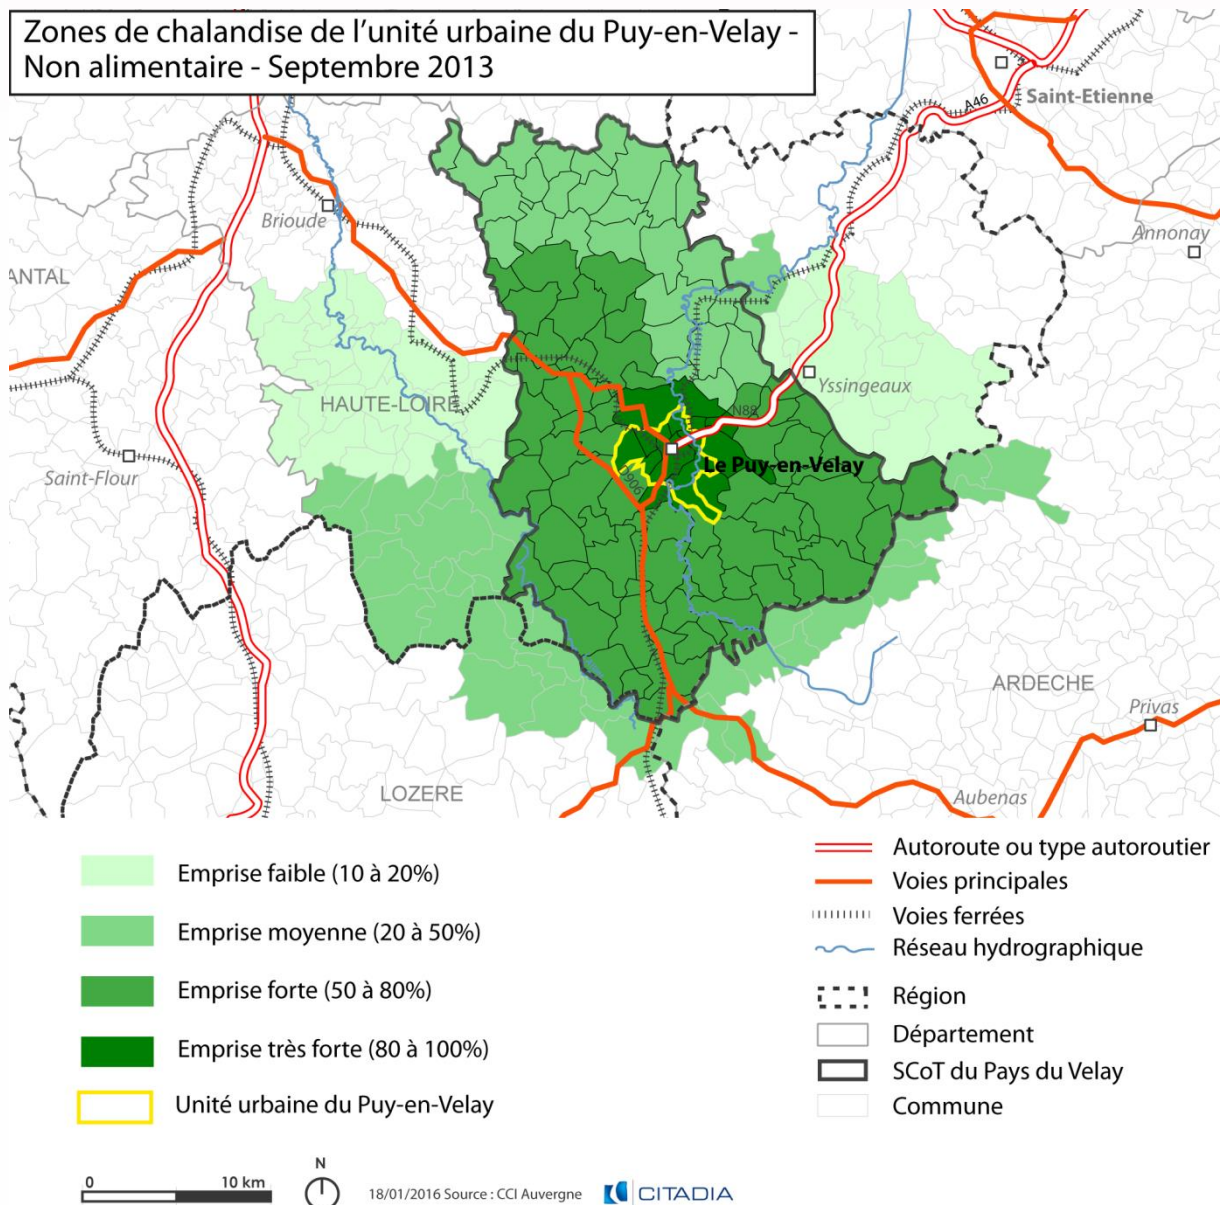 Zones de chalandise de l'unité urbaine du Puy-en-Velay -
Non alimentaire - Septembre 2013
Saint-Etienne
A46
Brioude
Annonay
ANTAL
Yssingeaux
HAUTE-LOIRE
N88
Le Puy-en-Velay
Saint-Flour
D906
ARDECHE
Privas
LOZERE
Aubenas
Emprise faible (10 à 20%)
Emprise moyenne (20 à 50%)
Emprise forte (50 à 80%)
Emprise très forte (80 à 100%)
Unité urbaine du Puy-en-Velay
Autoroute ou type autoroutier
Voies principales
Voies ferrées
Réseau hydrographique
Région
Département
SCoT du Pays du Velay
Commune
0 10 km
N
18/01/2016 Source : CCI Auvergne
CITADIA